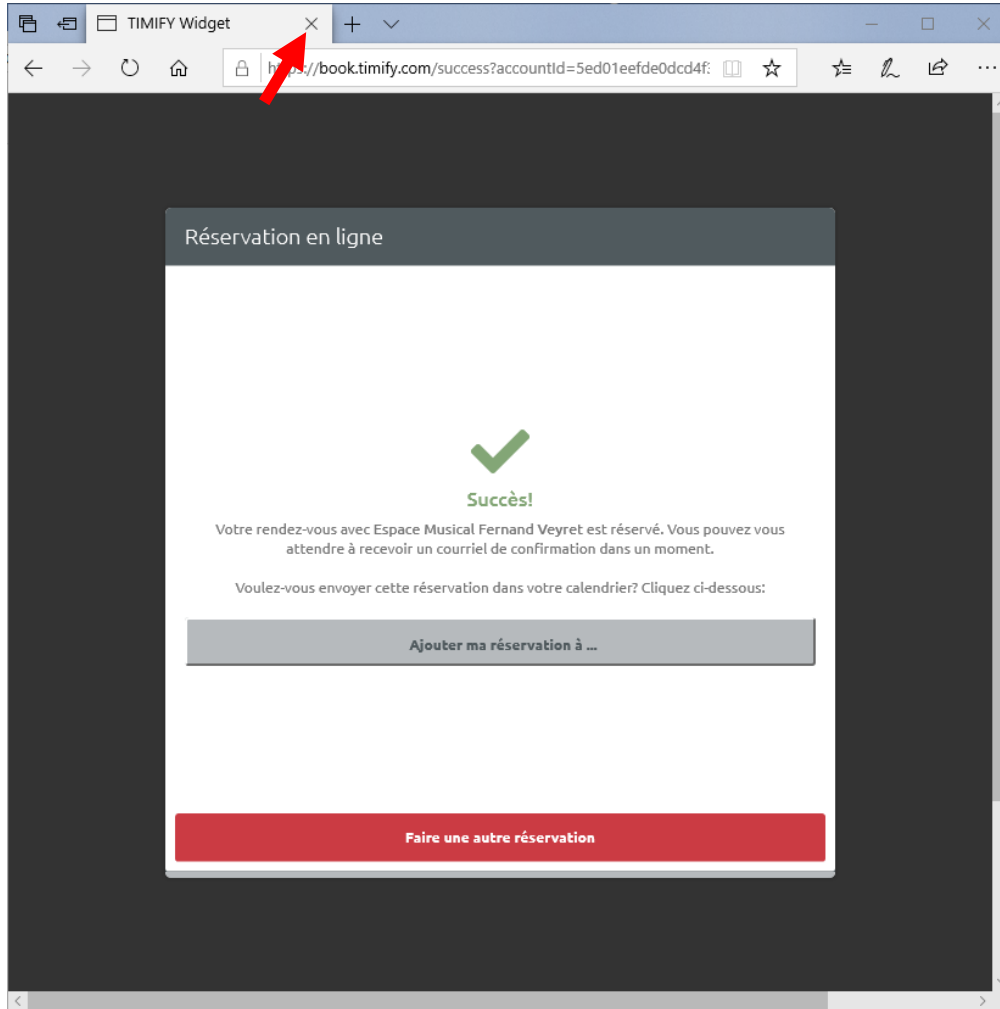 TIMIFY Widget
https://book.timify.com/success?accountId=5ed01eefde0dcd4f
Réservation en ligne
Succès!
Votre rendez-vous avec Espace Musical Fernand Veyret est réservé. Vous pouvez vous
attendre à recevoir un courriel de confirmation dans un moment.
Voulez-vous envoyer cette réservation dans votre calendrier? Cliquez ci-dessous:
Ajouter ma réservation à ...
Faire une autre réservation